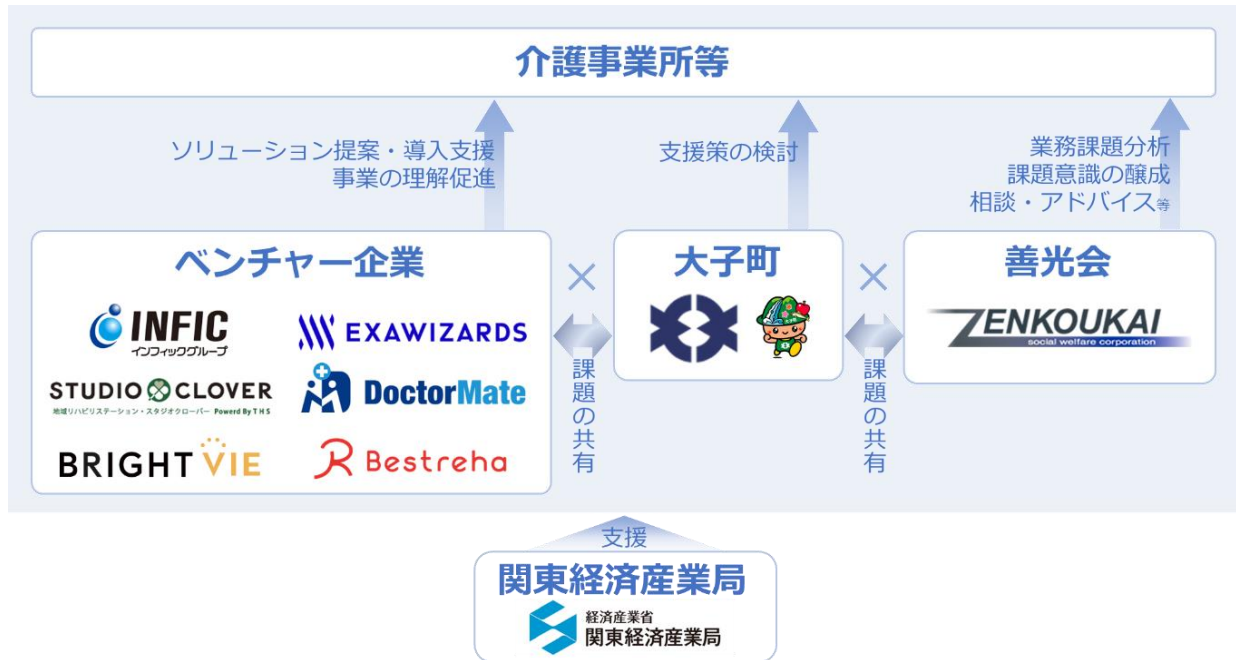 介護事業所等
ソリューション提案・導入支援
事業の理解促進
支援策の検討
業務課題分析
課題意識の醸成
相談・アドバイス等
ベンチャー企業
INFIC
インフィックグループ
EXAWIZARDS
STUDIO CLOVER
地域リハビリステーション・スタジオクローバー Powerd By T H S
DoctorMate
BRIGHT VIE
Bestreha
×
課題の共有
大子町
×
課題の共有
善光会
ZENKOUKAI
social welfare corporation
支援
関東経済産業局
経済産業省
関東経済産業局